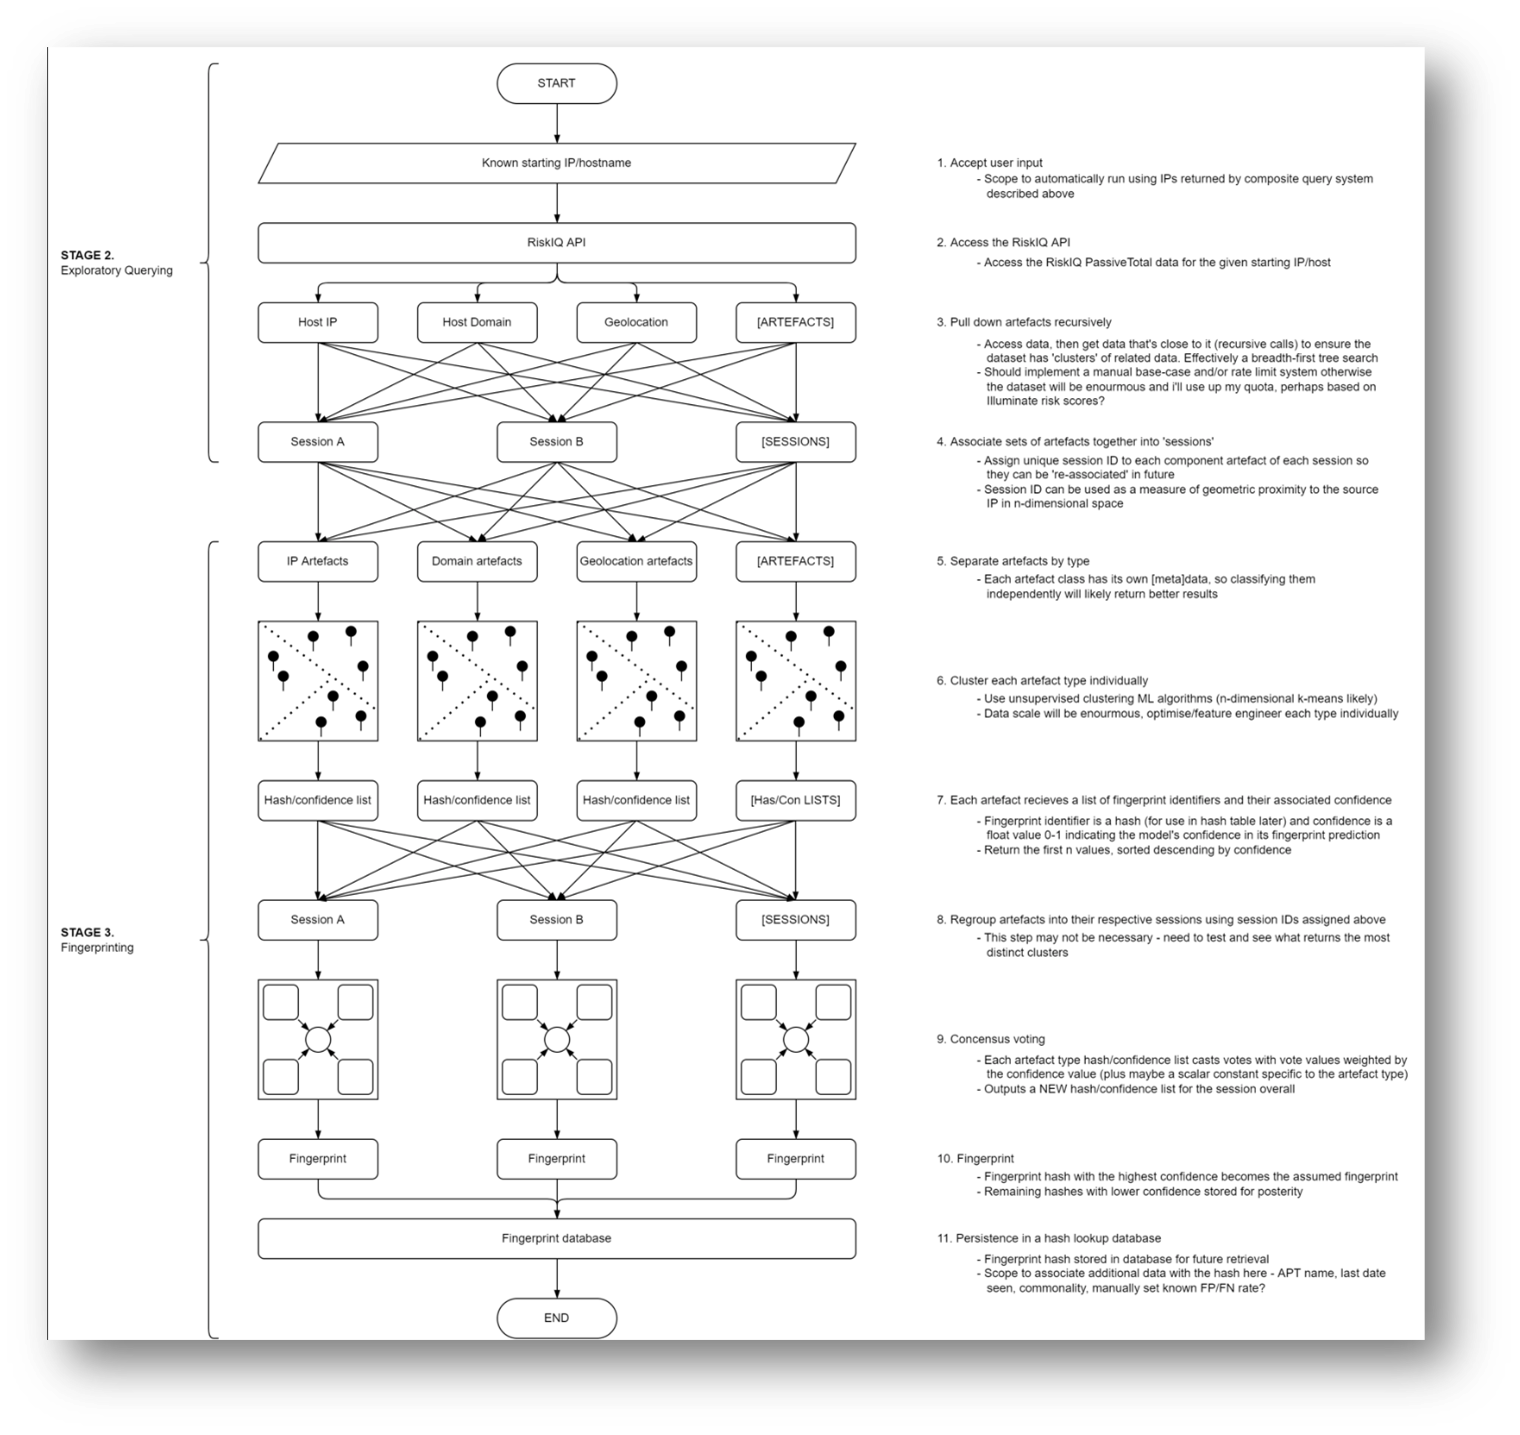 START
Known starting IP/hostname
1. Accept user input
- Scope to automatically run using IPs returned by composite query system
described above
RiskIQ API
2. Access the RiskIQ API
- Access the RiskIQ PassiveTotal data for the given starting IP/host
STAGE 2.
Exploratory Querying
Host IP
Host Domain
Geolocation
[ARTEFACTS]
3. Pull down artefacts recursively
- Access data, then get data that's close to it (recursive calls) to ensure the
dataset has 'clusters' of related data. Effectively a breadth-first tree search
- Should implement a manual base-case and/or rate limit system otherwise
the dataset will be enourmous and i'll use up my quota, perhaps based on
Illuminate risk scores?
Session A
Session B
[SESSIONS]
4. Associate sets of artefacts together into 'sessions'
- Assign unique session ID to each component artefact of each session so
they can be 're-associated' in future
- Session ID can be used as a measure of geometric proximity to the source
IP in n-dimensional space
IP Artefacts
Domain artefacts
Geolocation artefacts
[ARTEFACTS]
5. Separate artefacts by type
- Each artefact class has its own [meta]data, so classifying them
independently will likely return better results
6. Cluster each artefact type individually
- Use unsupervised clustering ML algorithms (n-dimensional k-means likely)
- Data scale will be enourmous, optimise/feature engineer each type individually
Hash/confidence list
Hash/confidence list
Hash/confidence list
[Has/Con LISTS]
7. Each artefact recieves a list of fingerprint identifiers and their associated confidence
- Fingerprint identifier is a hash (for use in hash table later) and confidence is a
float value 0-1 indicating the model's confidence in its fingerprint prediction
- Return the first n values, sorted descending by confidence
STAGE 3.
Fingerprinting
Session A
Session B
[SESSIONS]
8. Regroup artefacts into their respective sessions using session IDs assigned above
- This step may not be necessary - need to test and see what returns the most
distinct clusters
9. Concensus voting
- Each artefact type hash/confidence list casts votes with vote values weighted by
the confidence value (plus maybe a scalar constant specific to the artefact type)
- Outputs a NEW hash/confidence list for the session overall
Fingerprint
Fingerprint
Fingerprint
10. Fingerprint
- Fingerprint hash with the highest confidence becomes the assumed fingerprint
- Remaining hashes with lower confidence stored for posterity
Fingerprint database
11. Persistence in a hash lookup database
- Fingerprint hash stored in database for future retrieval
- Scope to associate additional data with the hash here - APT name, last date
seen, commonality, manually set known FP/FN rate?
END